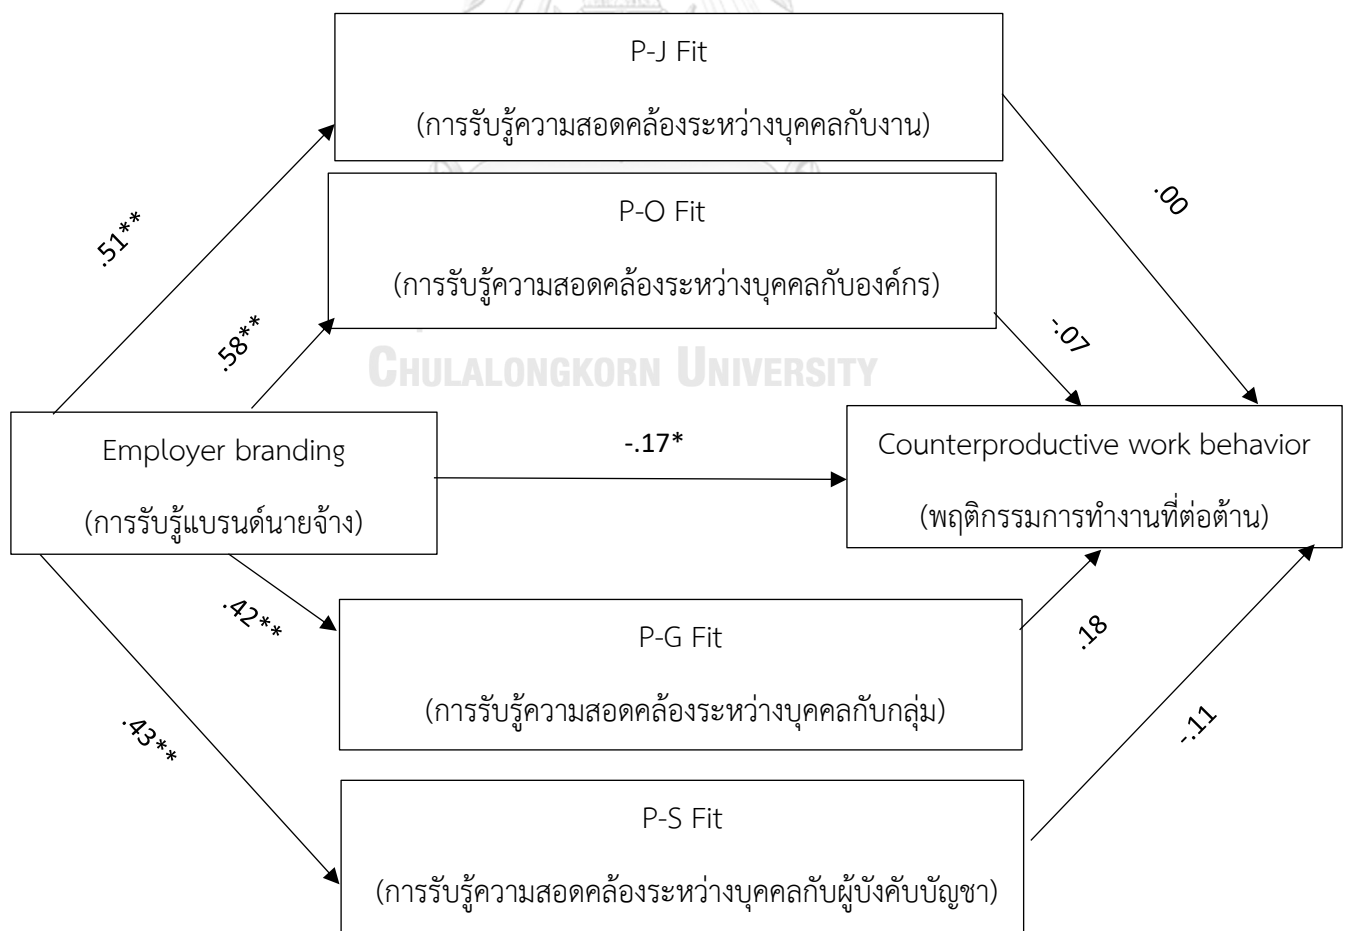 P-J Fit
(การรับรู้ความสอดคล้องระหว่างบุคคลกับงาน)
.51**
.00
P-O Fit
(การรับรู้ความสอดคล้องระหว่างบุคคลกับองค์กร)
.58**
-.07
CHULALONGKORN UNIVERSITY
Employer branding
(การรับรู้แบรนด์นายจ้าง)
-.17*
Counterproductive work behavior
(พฤติกรรมการทำงานที่ต่อต้าน)
.42**
P-G Fit
(การรับรู้ความสอดคล้องระหว่างบุคคลกับกลุ่ม)
.18
.43**
-.11
P-S Fit
(การรับรู้ความสอดคล้องระหว่างบุคคลกับผู้บังคับบัญชา)